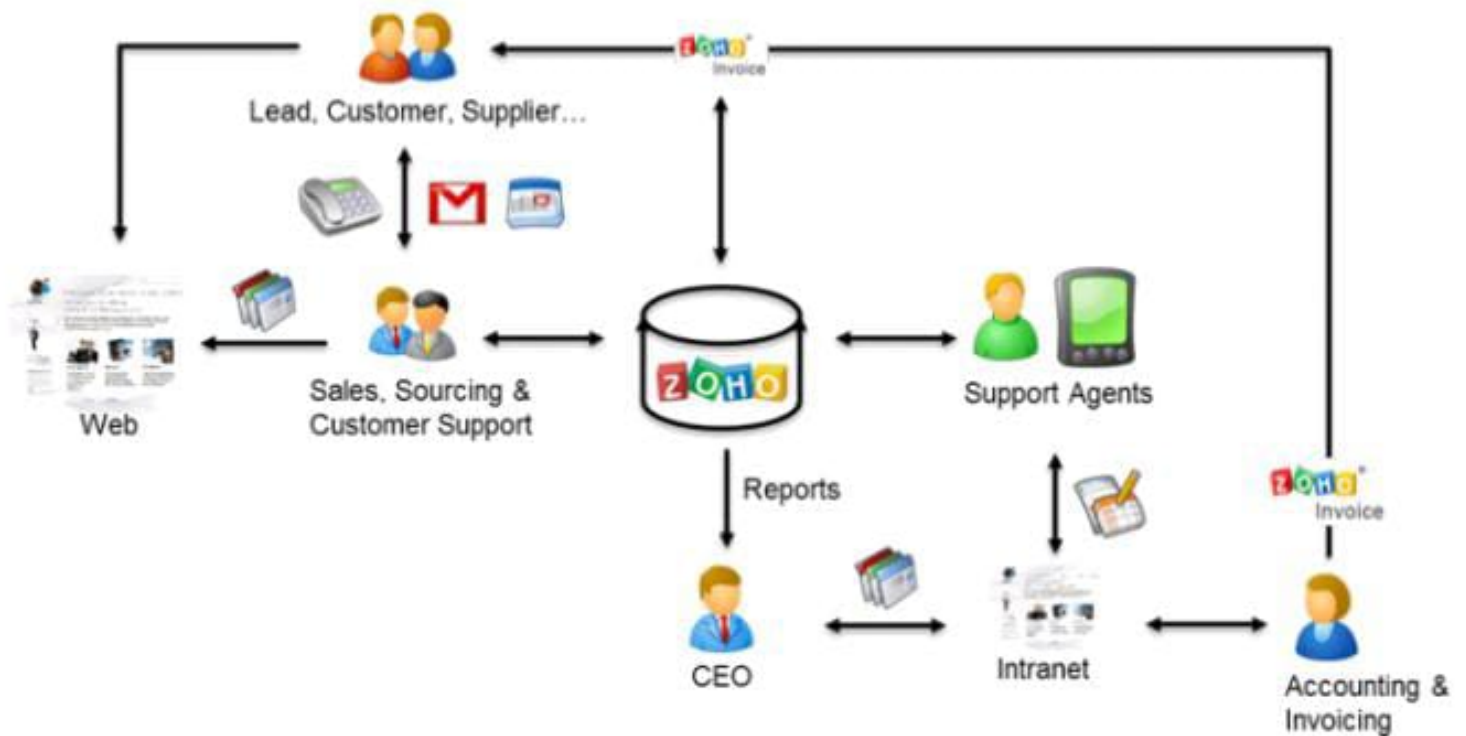 ZOHO
Invoice
Lead, Customer, Supplier...
Web
Sales, Sourcing &
Customer Support
ZOHO
Support Agents
Reports
ZOHO
Invoice
CEO
Intranet
Accounting &
Invoicing